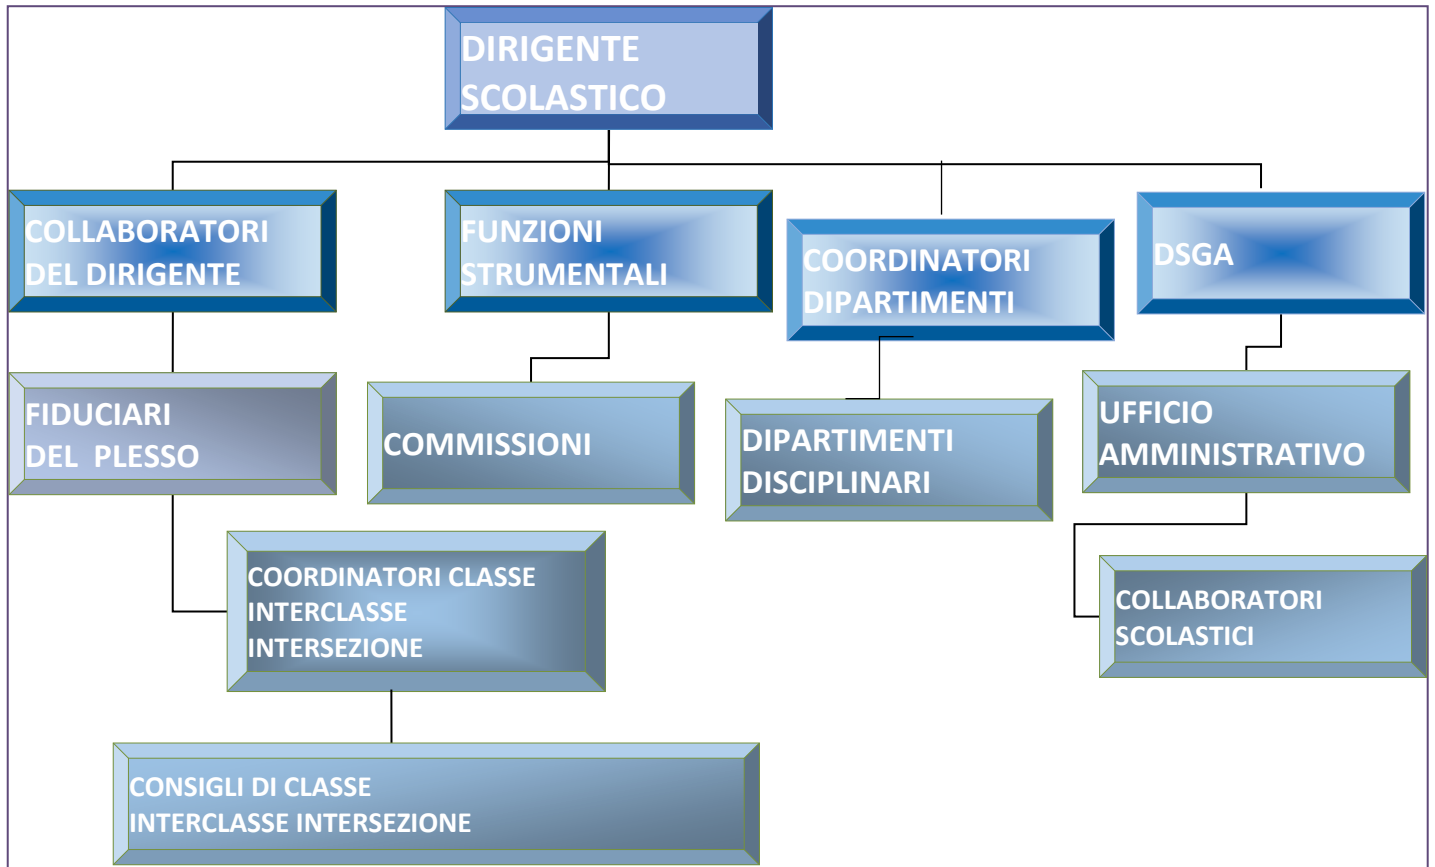 DIRIGENTE
SCOLASTICO
COLLABORATORI
DEL DIRIGENTE
FUNZIONI
STRUMENTALI
COORDINATORI
DIPARTIMENTI
DSGA
FIDUCIARI
DEL PLESSO
COMMISSIONI
DIPARTIMENTI
DISCIPLINARI
UFFICIO
AMMINISTRATIVO
COORDINATORI CLASSE
INTERCLASSE
INTERSEZIONE
COLLABORATORI
SCOLASTICI
CONSIGLI DI CLASSE
INTERCLASSE INTERSEZIONE